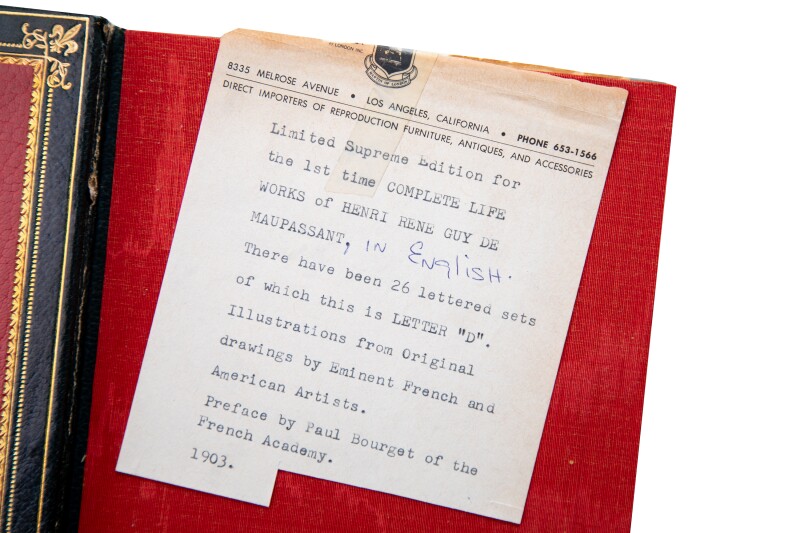 8335 MELROSE AVENUE • LOS ANGELES, CALIFORNIA • PHONE 653-1566
DIRECT IMPORTERS OF REPRODUCTION FURNITURE, ANTIQUES, AND ACCESSORIES
Limited Supreme Edition for
the 1st time COMPLETE LIFE
WORKS of HENRI RENE GUY DE
MAUPASSANT, IN ENglisH.
There have been 26 lettered sets
of which this is LETTER "D".
Illustrations from Original
drawings by Eminent French and
American Artists.
Preface by Paul Bourget of the
French Academy.
1903.